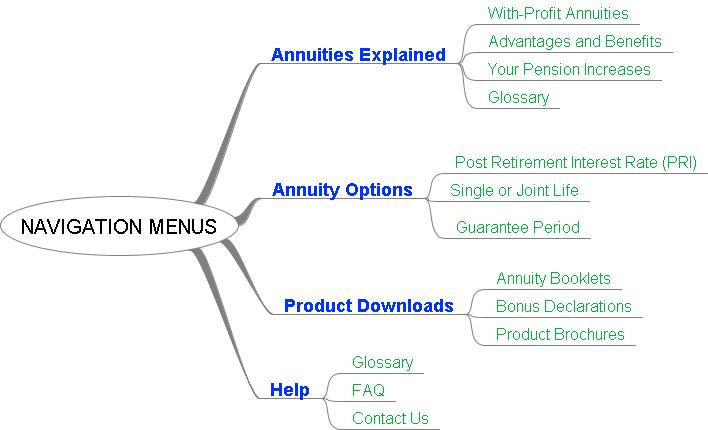 NAVIGATION MENUS
Annuities Explained
With-Profit Annuities
Advantages and Benefits
Your Pension Increases
Glossary
Annuity Options
Post Retirement Interest Rate (PRI)
Single or Joint Life
Guarantee Period
Product Downloads
Annuity Booklets
Bonus Declarations
Product Brochures
Help
Glossary
FAQ
Contact Us